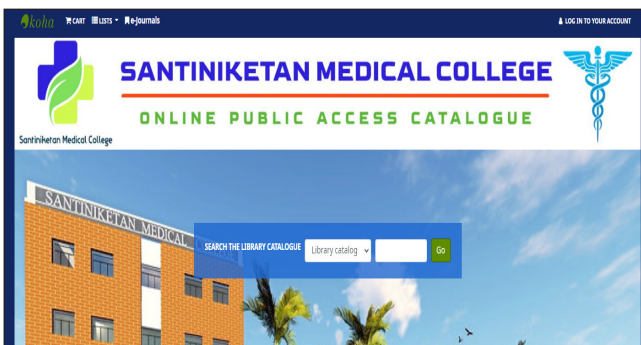 koha CART LISTS e-Journals LOG IN TO YOUR ACCOUNT
SANTINIKETAN MEDICAL COLLEGE
ONLINE PUBLIC ACCESS CATALOGUE
Santiniketan Medical College
SANTINIKETAN MEDICAL
SEARCH THE LIBRARY CATALOGUE Library catalog Go